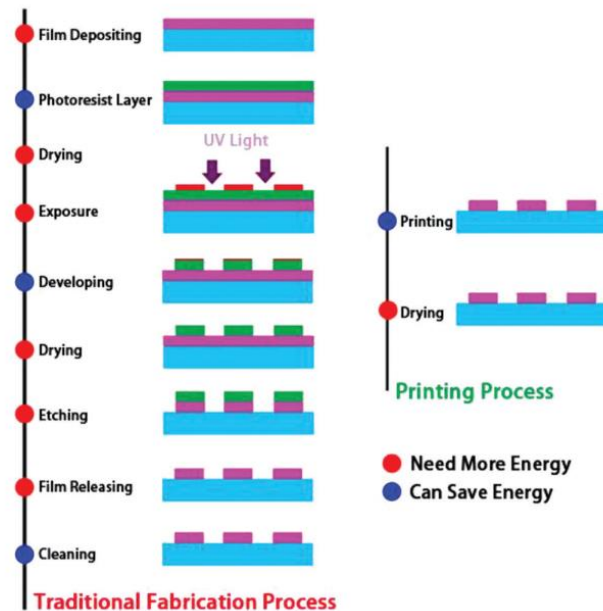 Film Depositing
Photoresist Layer
UV Light
Drying
Exposure
Developing
Drying
Etching
Film Releasing
Cleaning
Traditional Fabrication Process
Printing
Drying
Printing Process
Need More Energy
Can Save Energy